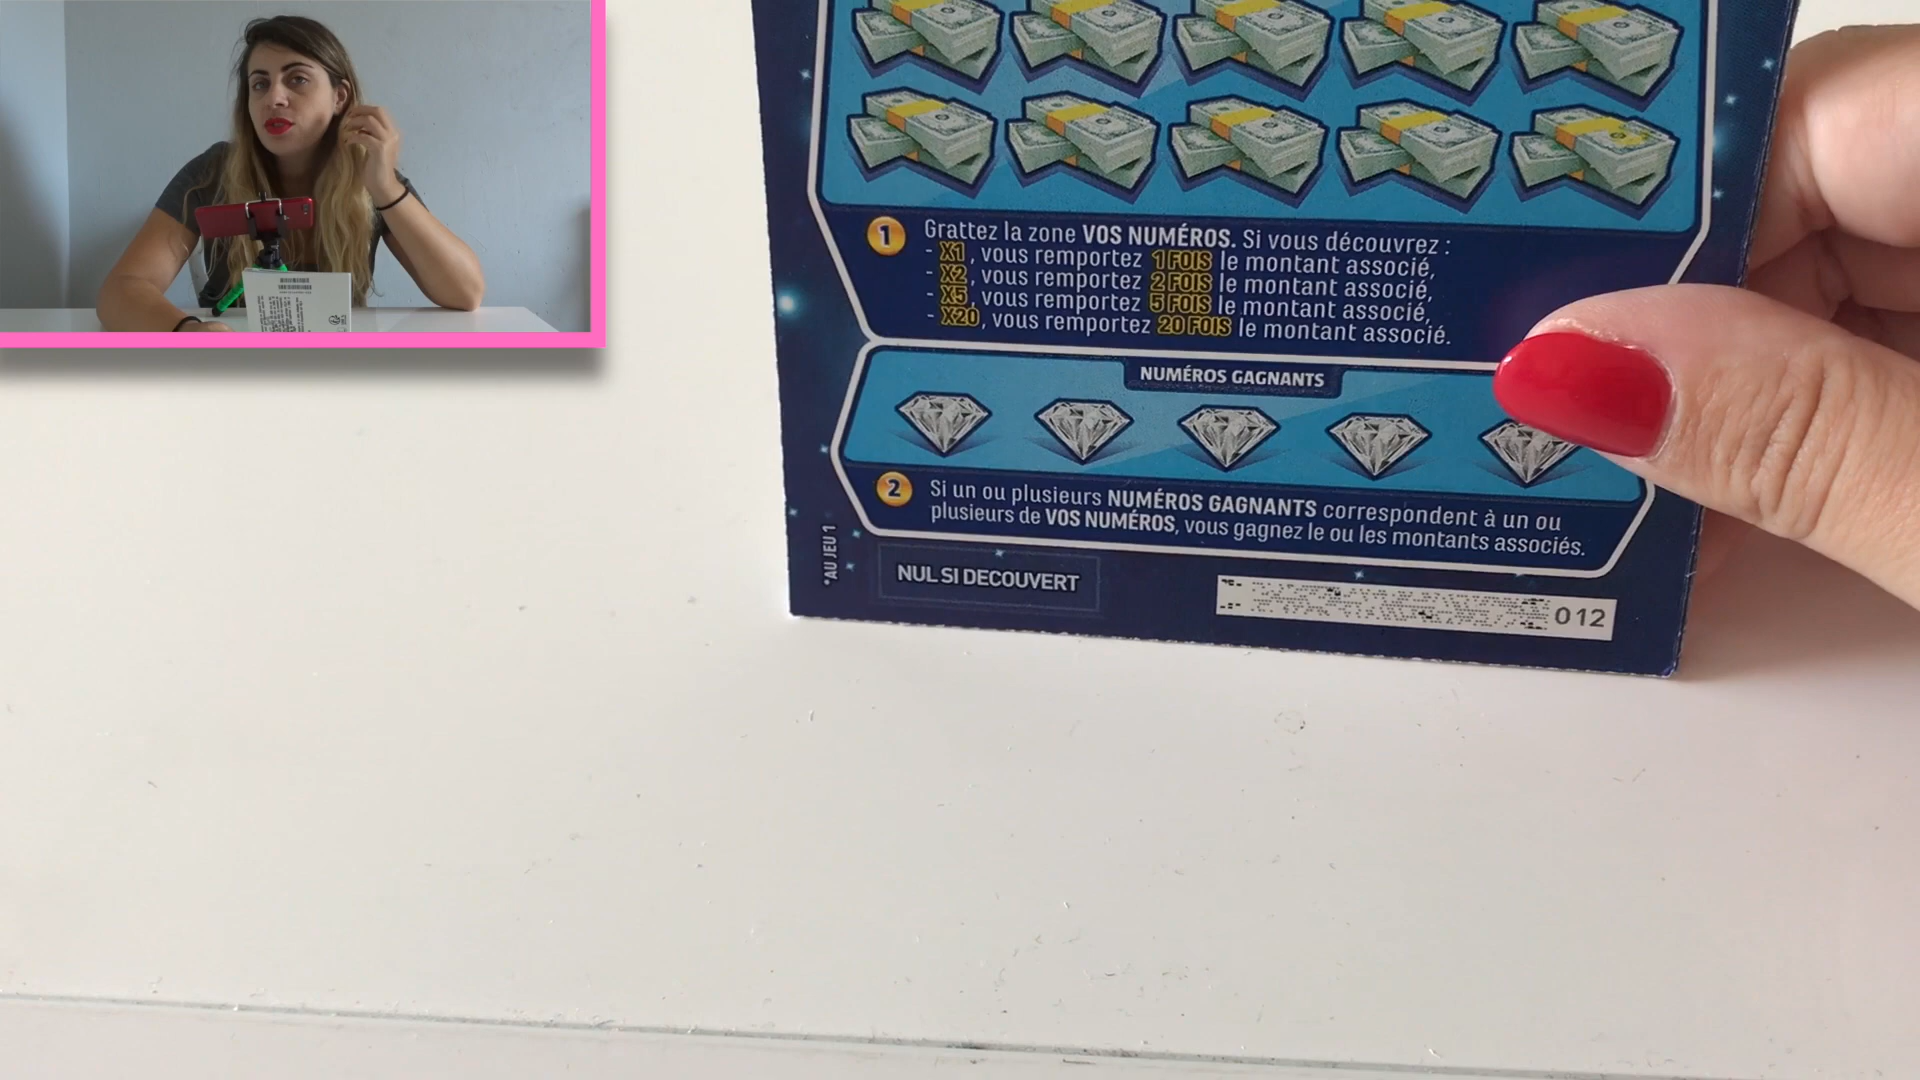 1
Grattez la zone VOS NUMÉROS. Si vous découvrez :
- X1, vous remportez 1 FOIS le montant associé,
- X2, vous remportez 2 FOIS le montant associé,
- X5, vous remportez 5 FOIS le montant associé,
- X20, vous remportez 20 FOIS le montant associé.
NUMÉROS GAGNANTS
2
Si un ou plusieurs NUMÉROS GAGNANTS correspondent à un ou
plusieurs de VOS NUMÉROS, vous gagnez le ou les montants associés.
*AU JEU 1
NUL SI DECOUVERT
012